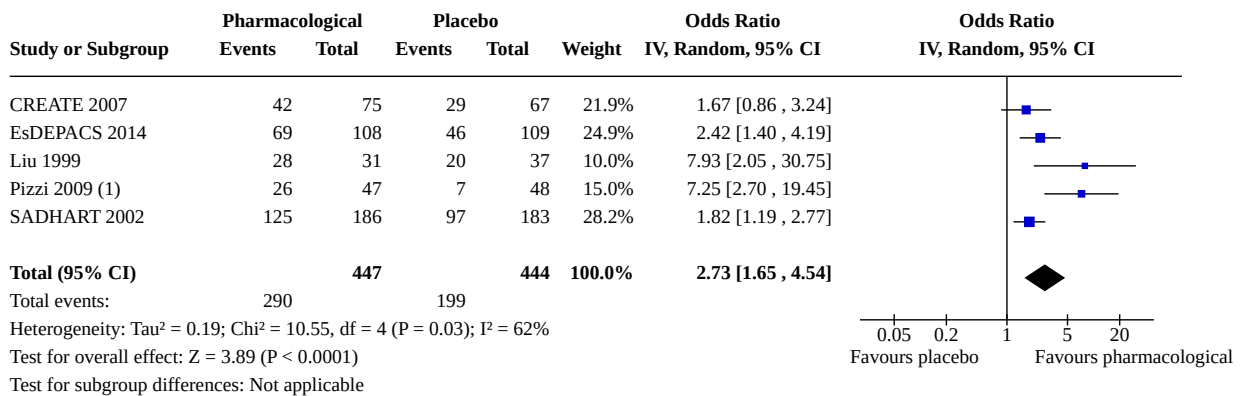 Pharmacological Placebo Odds Ratio Odds Ratio
Study or Subgroup Events Total Events Total Weight IV, Random, 95% CI IV, Random, 95% CI
CREATE 2007 42 75 29 67 21.9% 1.67 [0.86 , 3.24]
EsDEPACS 2014 69 108 46 109 24.9% 2.42 [1.40 , 4.19]
Liu 1999 28 31 20 37 10.0% 7.93 [2.05 , 30.75]
Pizzi 2009 (1) 26 47 7 48 15.0% 7.25 [2.70 , 19.45]
SADHART 2002 125 186 97 183 28.2% 1.82 [1.19 , 2.77]
Total (95% CI) 447 444 100.0% 2.73 [1.65 , 4.54]
Total events: 290 199
Heterogeneity: Tau² = 0.19; Chi² = 10.55, df = 4 (P = 0.03); I² = 62%
Test for overall effect: Z = 3.89 (P < 0.0001)
Test for subgroup differences: Not applicable
0.05 0.2 1 5 20
Favours placebo Favours pharmacological